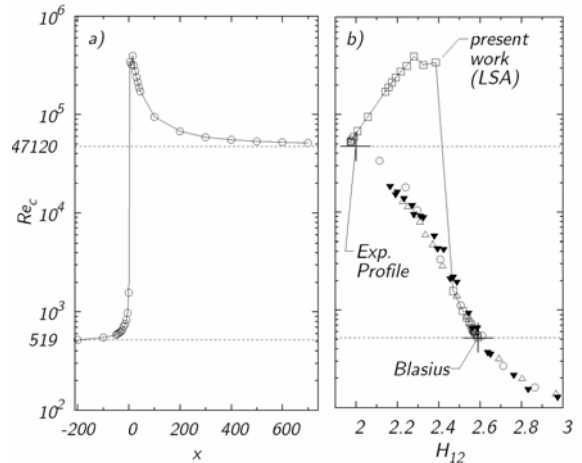 a)
b)
10^6
10^5
47120
10^4
10^3
519
10^2
Re_c
-200 0 200 400 600
x
present
work
(LSA)
Exp.
Profile
Blasius
2 2.2 2.4 2.6 2.8 3
H_12